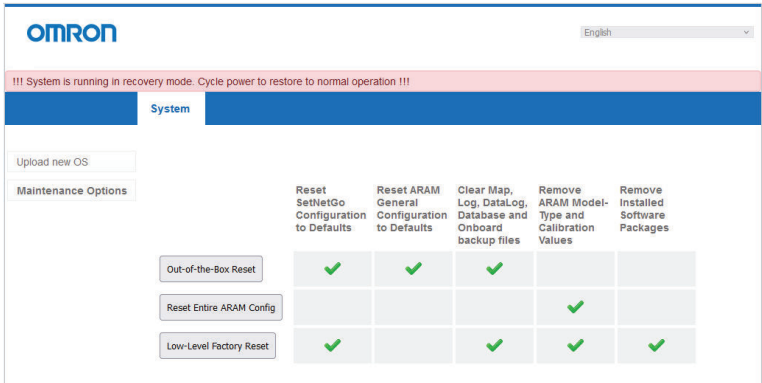 OMRON
English
!!! System is running in recovery mode. Cycle power to restore to normal operation !!!
System
Upload new OS
Maintenance Options
Reset
SetNetGo
Configuration
to Defaults
Reset ARAM
General
Configuration
to Defaults
Clear Map,
Log, DataLog,
Database and
Onboard
backup files
Remove
ARAM Model-
Type and
Calibration
Values
Remove
Installed
Software
Packages
Out-of-the-Box Reset
Reset Entire ARAM Config
Low-Level Factory Reset